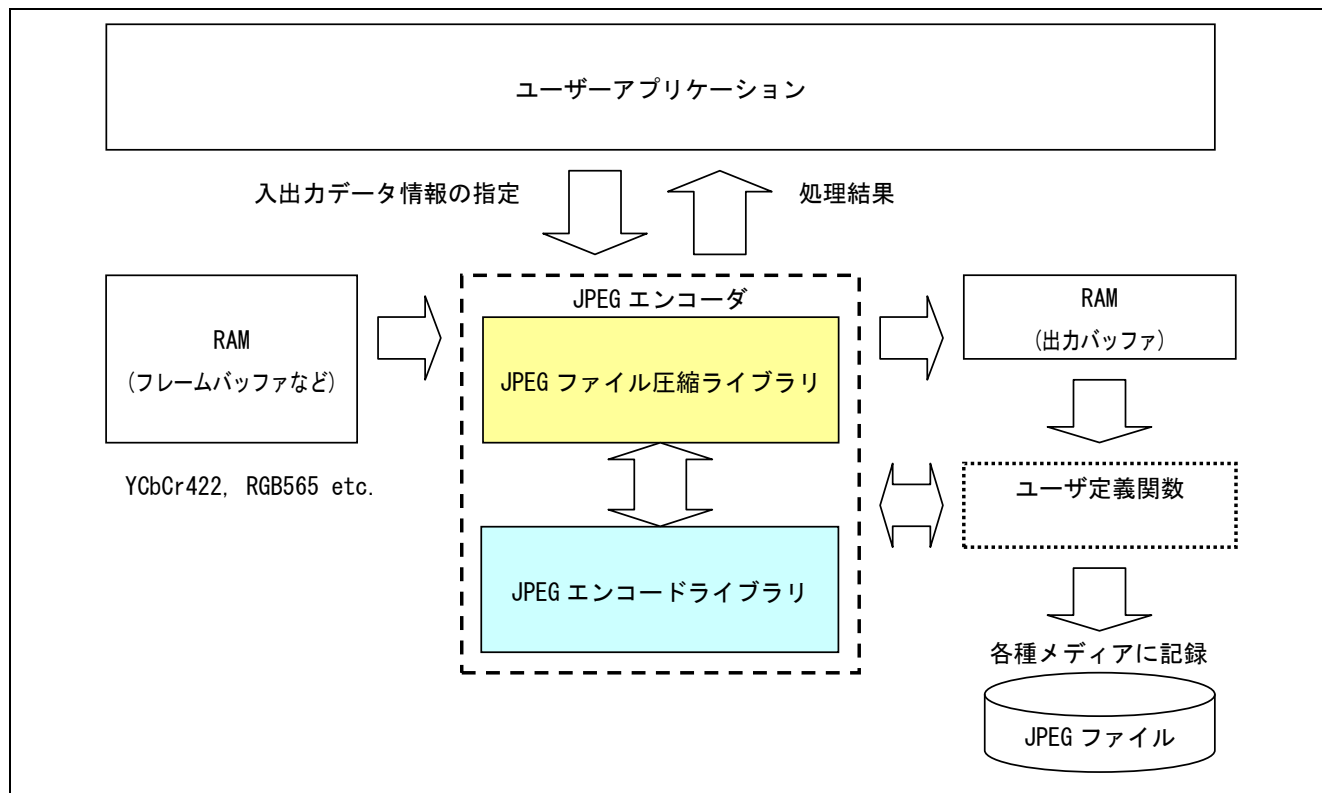 ユーザーアプリケーション
入出力データ情報の指定
処理結果
RAM
(フレームバッファなど)
YCbCr422, RGB565 etc.
JPEG エンコーダ
JPEG ファイル圧縮ライブラリ
JPEG エンコードライブラリ
RAM
(出力バッファ)
ユーザ定義関数
各種メディアに記録
JPEG ファイル